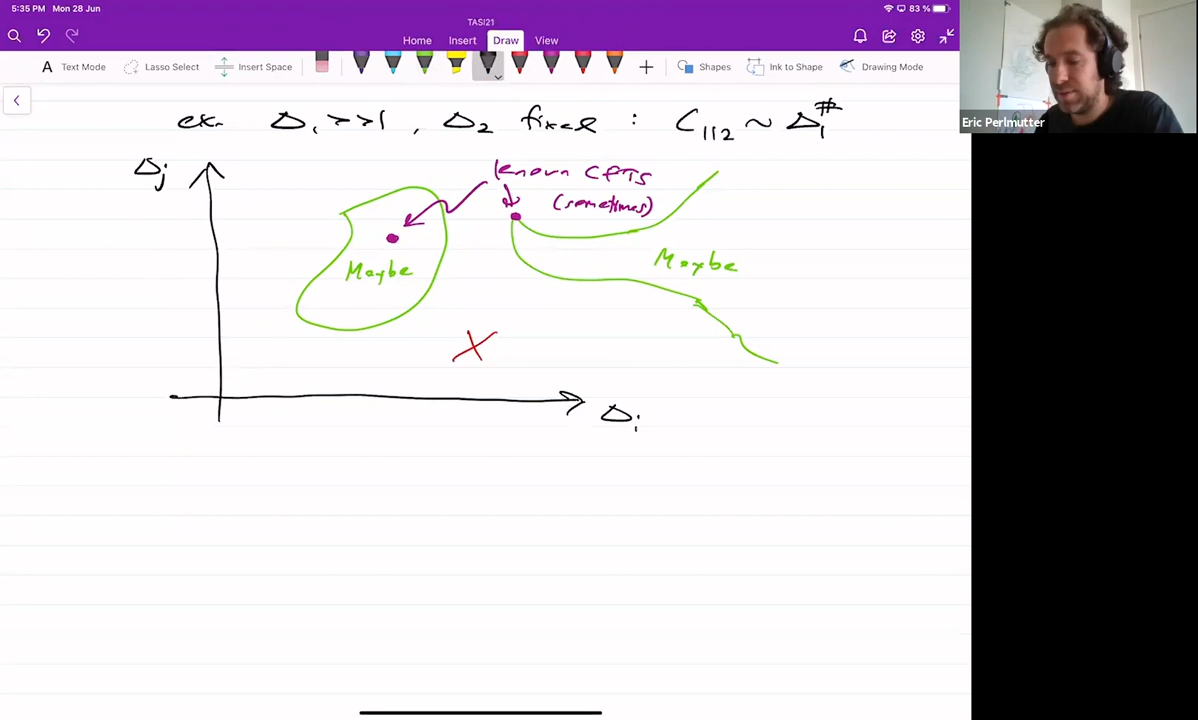 5:35 PM Mon 28 Jun
83 %
TASI21
Home Insert Draw View
A Text Mode Lasso Select Insert Space Shapes Ink to Shape Drawing Mode
Eric Perlmutter
ex. Δ₁ >>1 , Δ₂ fixed : C₁₁₂ ~ Δ₁^#
Δj
known CFTs
(sometimes)
Maybe
Maybe
X
Δi